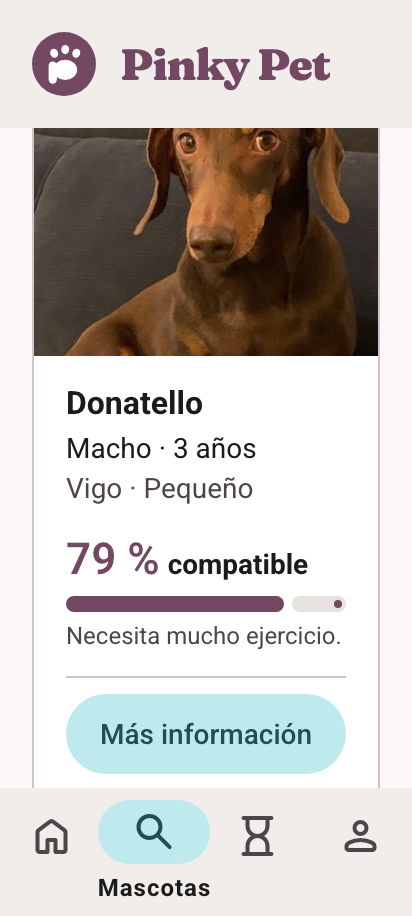 Pinky Pet
Donatello
Macho · 3 años
Vigo · Pequeño
79 % compatible
Necesita mucho ejercicio.
Más información
Mascotas